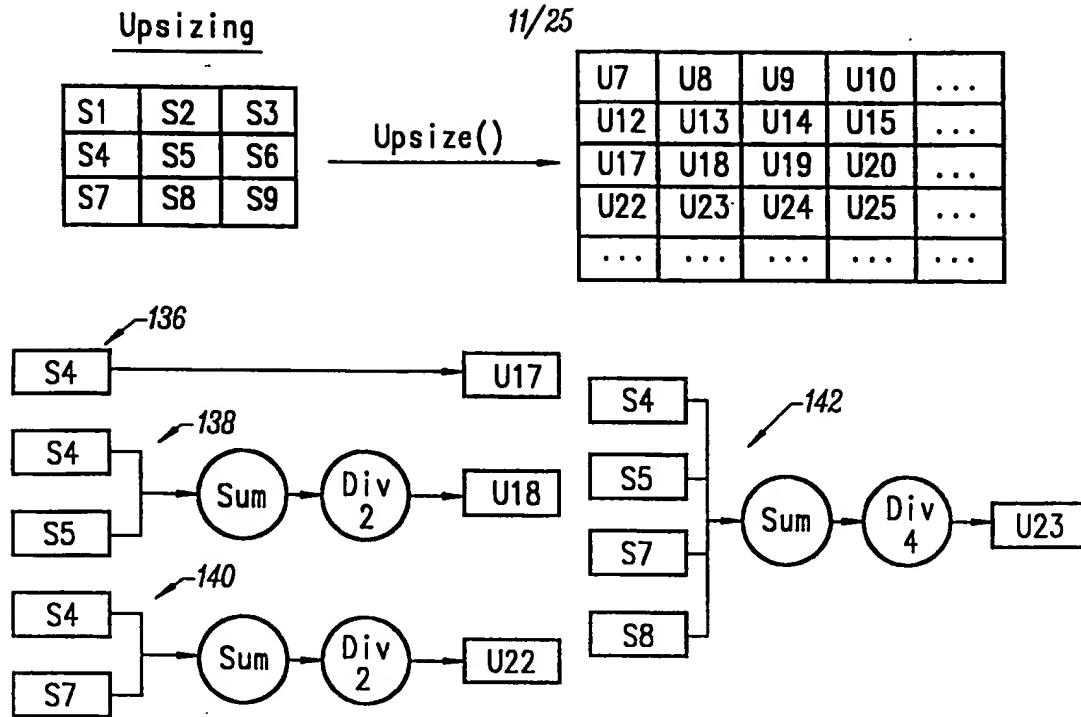 Upsizing
11/25
S1 S2 S3
S4 S5 S6
S7 S8 S9
Upsize()
U7 U8 U9 U10 ...
U12 U13 U14 U15 ...
U17 U18 U19 U20 ...
U22 U23 U24 U25 ...
... ... ... ... ...
136
S4 U17
138
S4
S5
Sum
Div
2
U18
140
S4
S7
Sum
Div
2
U22
142
S4
S5
S7
S8
Sum
Div
4
U23